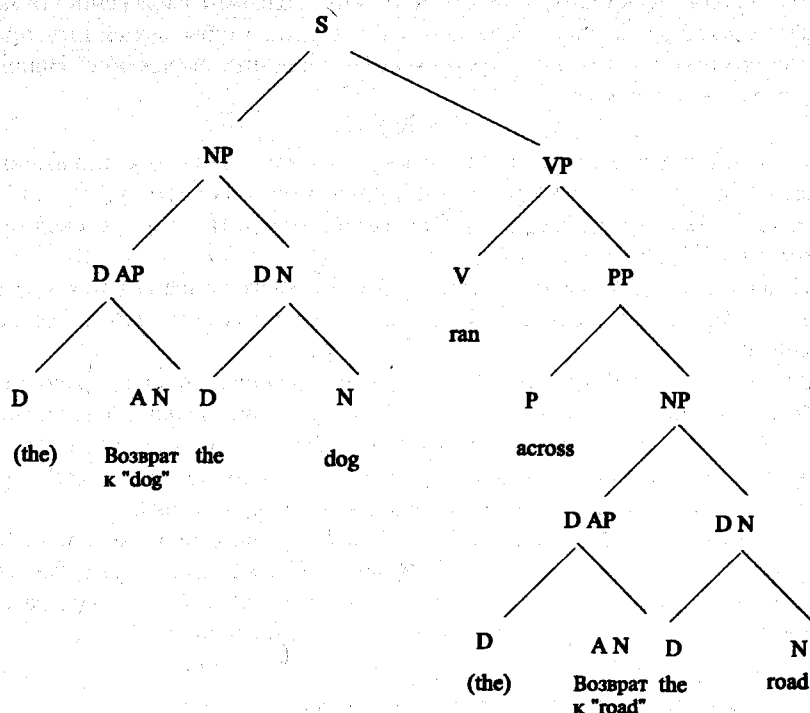 S
NP VP
D AP D N V PP
ran
D A N D N P NP
(the) Возврат the dog across
к "dog"
D AP D N
D A N D N
(the) Возврат the road
к "road"